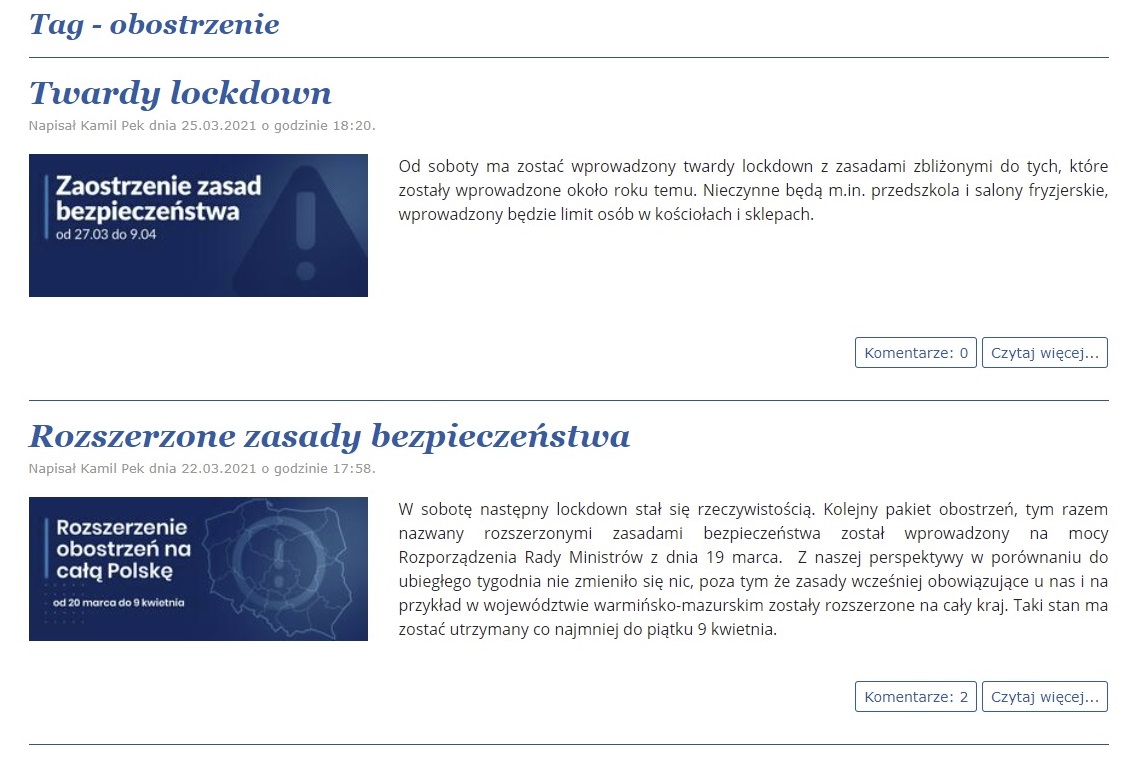 Tag - obostrzenie
Twardy lockdown
Napisał Kamil Pek dnia 25.03.2021 o godzinie 18:20.
Zaostrzenie zasad
bezpieczeństwa
od 27.03 do 9.04
Od soboty ma zostać wprowadzony twardy lockdown z zasadami zbliżonymi do tych, które
zostały wprowadzone około roku temu. Nieczynne będą m.in. przedszkola i salony fryzjerskie,
wprowadzony będzie limit osób w kościołach i sklepach.
Komentarze: 0
Czytaj więcej...
Rozszerzone zasady bezpieczeństwa
Napisał Kamil Pek dnia 22.03.2021 o godzinie 17:58.
Rozszerzenie
obostrzeń na
całą Polskę
od 20 marca do 9 kwietnia
W sobotę następny lockdown stał się rzeczywistością. Kolejny pakiet obostrzeń, tym razem
nazwany rozszerzonymi zasadami bezpieczeństwa został wprowadzony na mocy
Rozporządzenia Rady Ministrów z dnia 19 marca. Z naszej perspektywy w porównaniu do
ubiegłego tygodnia nie zmieniło się nic, poza tym że zasady wcześniej obowiązujące u nas i na
przykład w województwie warmińsko-mazurskim zostały rozszerzone na cały kraj. Taki stan ma
zostać utrzymany co najmniej do piątku 9 kwietnia.
Komentarze: 2
Czytaj więcej...